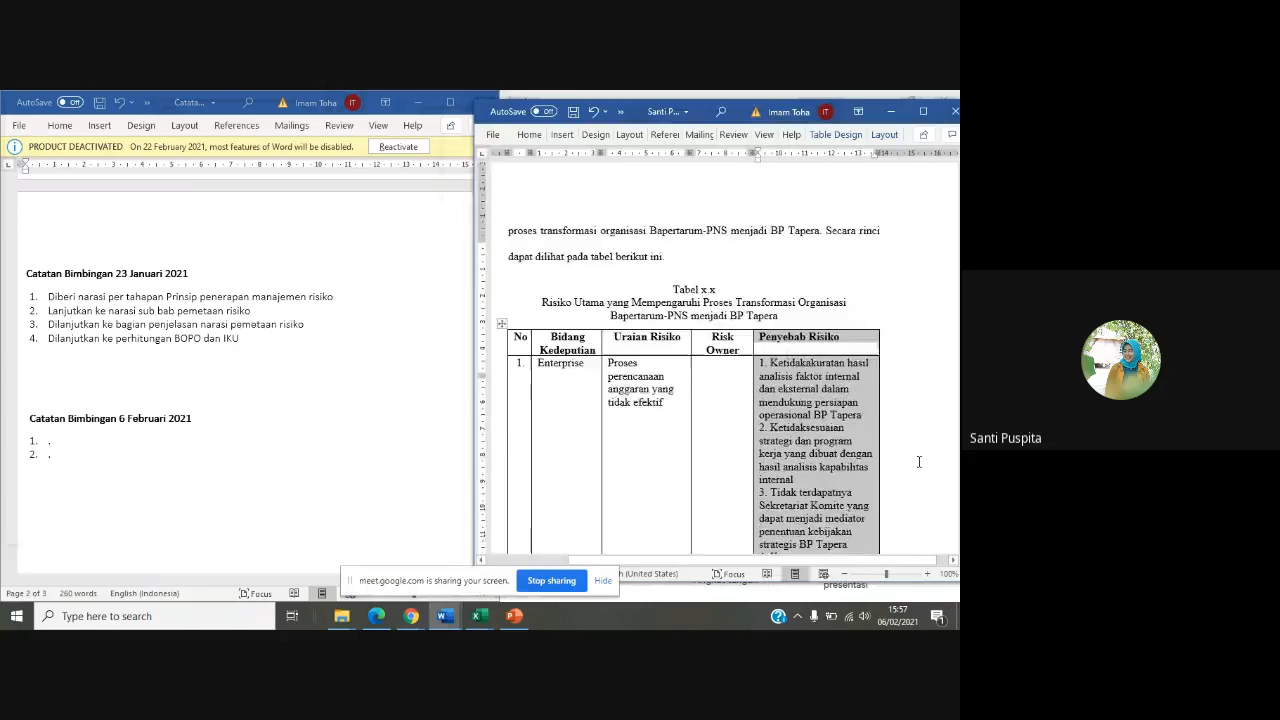 AutoSave Off Catata... Imam Toha IT
File Home Insert Design Layout References Mailings Review View Help
PRODUCT DEACTIVATED On 22 February 2021, most features of Word will be disabled. Reactivate
Catatan Bimbingan 23 Januari 2021
1. Diberi narasi per tahapan Prinsip penerapan manajemen risiko
2. Lanjutkan ke narasi sub bab pemetaan risiko
3. Dilanjutkan ke bagian penjelasan narasi pemetaan risiko
4. Dilanjutkan ke perhitungan BOPO dan IKU
Catatan Bimbingan 6 Februari 2021
1. .
2. .
Page 2 of 3 260 words English (Indonesia) Focus
AutoSave Off Santi P... Imam Toha IT
File Home Insert Design Layout Referei Mailing Review View Help Table Design Layout
proses transformasi organisasi Bapertarum-PNS menjadi BP Tapera. Secara rinci
dapat dilihat pada tabel berikut ini.
Tabel x.x
Risiko Utama yang Mempengaruhi Proses Transformasi Organisasi
Bapertarum-PNS menjadi BP Tapera
No Bidang Kedeputian Uraian Risiko Risk Owner Penyebab Risiko
1. Enterprise
Proses
perencanaan
anggaran yang
tidak efektif
1. Ketidakakuratan hasil
analisis faktor internal
dan eksternal dalam
mendukung persiapan
operasional BP Tapera
2. Ketidaksesuaian
strategi dan program
kerja yang dibuat dengan
hasil analisis kapabilitas
internal
3. Tidak terdapatnya
Sekretariat Komite yang
dapat menjadi mediator
penentuan kebijakan
strategis BP Tapera
h (United States) Focus 100%
presentasi
meet.google.com is sharing your screen. Stop sharing Hide
Type here to search
15:57
06/02/2021
1
Santi Puspita